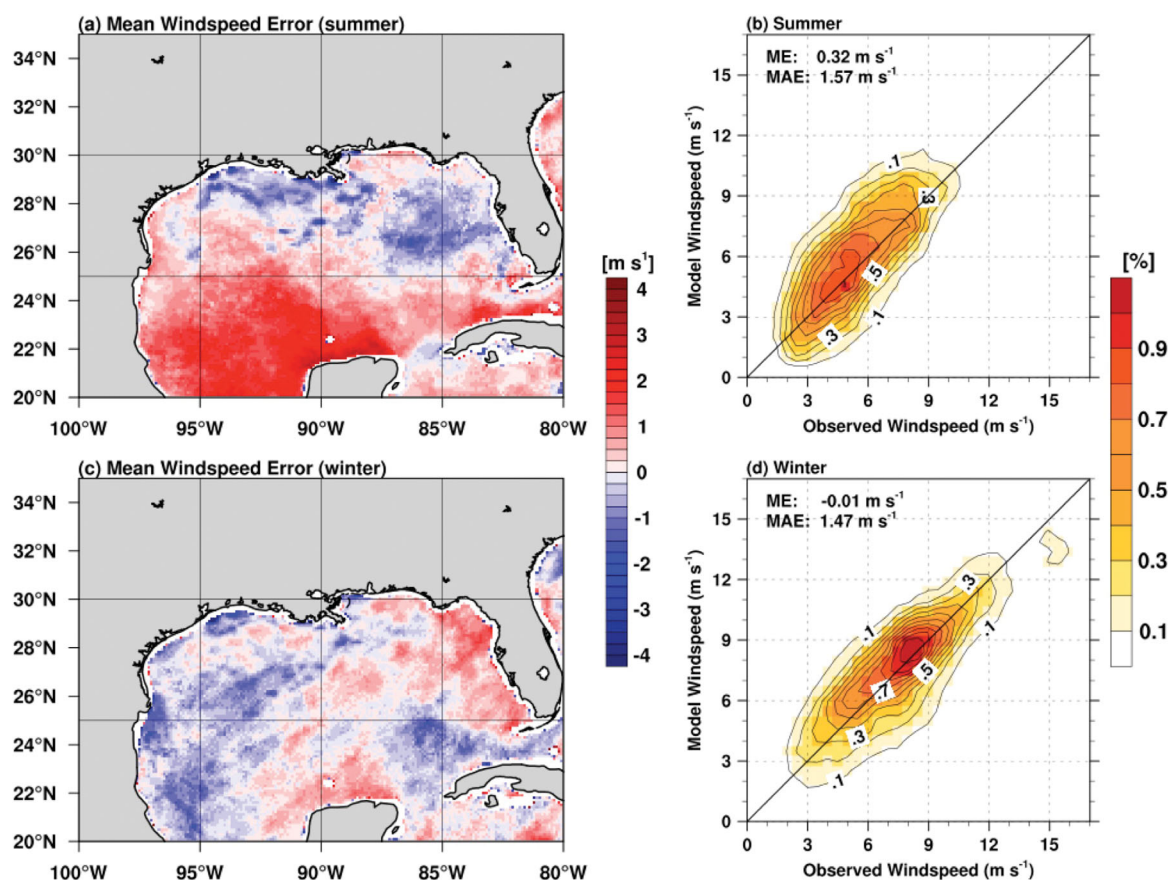 (a) Mean Windspeed Error (summer)
34°N
32°N
30°N
28°N
26°N
24°N
22°N
20°N
100°W 95°W 90°W 85°W 80°W
[m s¹]
4
3
2
1
0
-1
-2
-3
-4
(b) Summer
ME: 0.32 m s⁻¹
MAE: 1.57 m s⁻¹
Model Windspeed (m s⁻¹)
15
12
9
6
3
0
.1
.3
.5
.3
.1
0 3 6 9 12 15
Observed Windspeed (m s⁻¹)
[%]
0.9
0.7
0.5
0.3
0.1
(c) Mean Windspeed Error (winter)
34°N
32°N
30°N
28°N
26°N
24°N
22°N
20°N
100°W 95°W 90°W 85°W 80°W
(d) Winter
ME: -0.01 m s⁻¹
MAE: 1.47 m s⁻¹
Model Windspeed (m s⁻¹)
15
12
9
6
3
0
.3
.1
.1
.5
.7
.3
.1
0 3 6 9 12 15
Observed Windspeed (m s⁻¹)